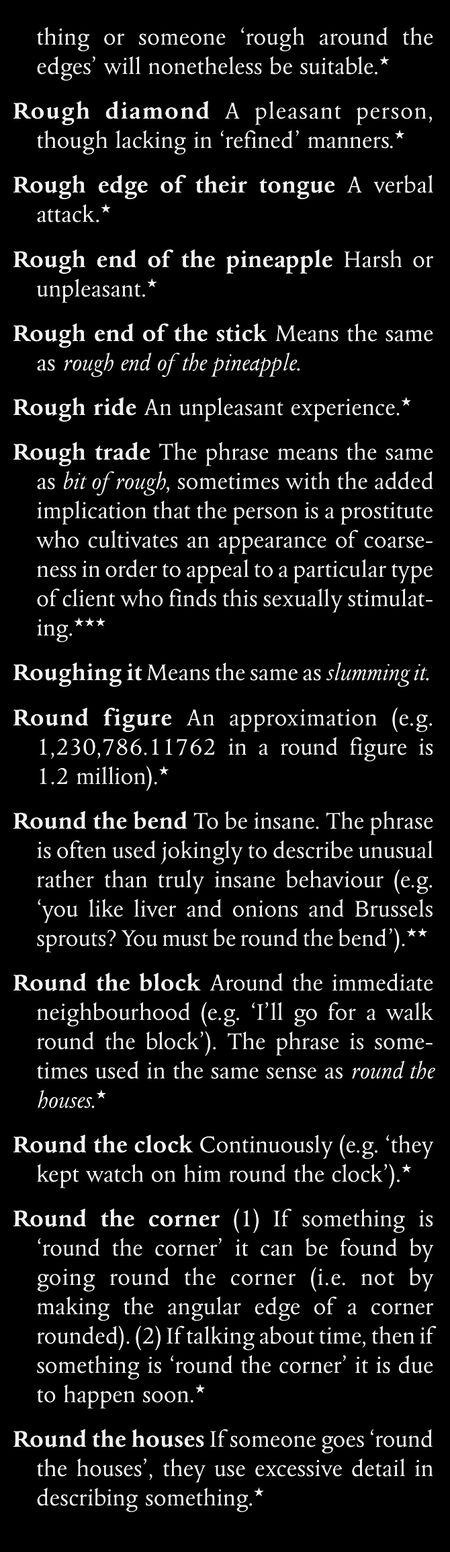 thing or someone ‘rough around the
edges’ will nonetheless be suitable.★
Rough diamond A pleasant person,
though lacking in ‘refined’ manners.★
Rough edge of their tongue A verbal
attack.★
Rough end of the pineapple Harsh or
unpleasant.★
Rough end of the stick Means the same
as rough end of the pineapple.
Rough ride An unpleasant experience.★
Rough trade The phrase means the same
as bit of rough, sometimes with the added
implication that the person is a prostitute
who cultivates an appearance of coarse-
ness in order to appeal to a particular type
of client who finds this sexually stimulat-
ing.★★★
Roughing it Means the same as slumming it.
Round figure An approximation (e.g.
1,230,786.11762 in a round figure is
1.2 million).★
Round the bend To be insane. The phrase
is often used jokingly to describe unusual
rather than truly insane behaviour (e.g.
‘you like liver and onions and Brussels
sprouts? You must be round the bend’).★★
Round the block Around the immediate
neighbourhood (e.g. ‘I’ll go for a walk
round the block’). The phrase is some-
times used in the same sense as round the
houses.★
Round the clock Continuously (e.g. ‘they
kept watch on him round the clock’).★
Round the corner (1) If something is
‘round the corner’ it can be found by
going round the corner (i.e. not by
making the angular edge of a corner
rounded). (2) If talking about time, then if
something is ‘round the corner’ it is due
to happen soon.★
Round the houses If someone goes ‘round
the houses’, they use excessive detail in
describing something.★